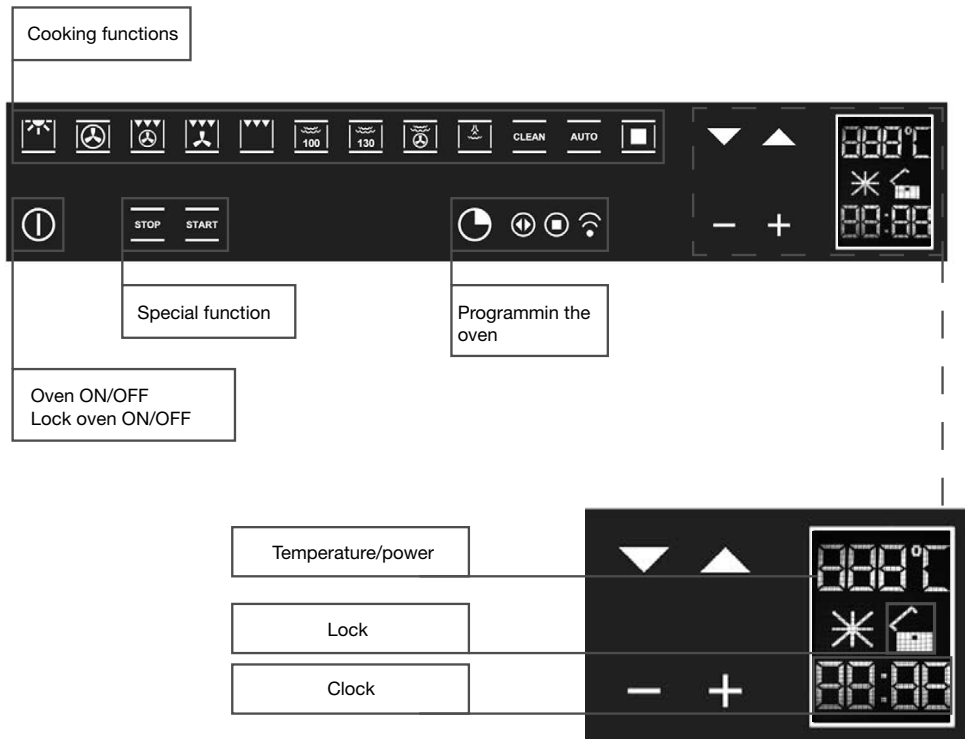 Cooking functions
100
130
CLEAN
AUTO
888°C
STOP
START
88:88
Special function
Programmin the
oven
Oven ON/OFF
Lock oven ON/OFF
Temperature/power
888°C
Lock
Clock
88:88